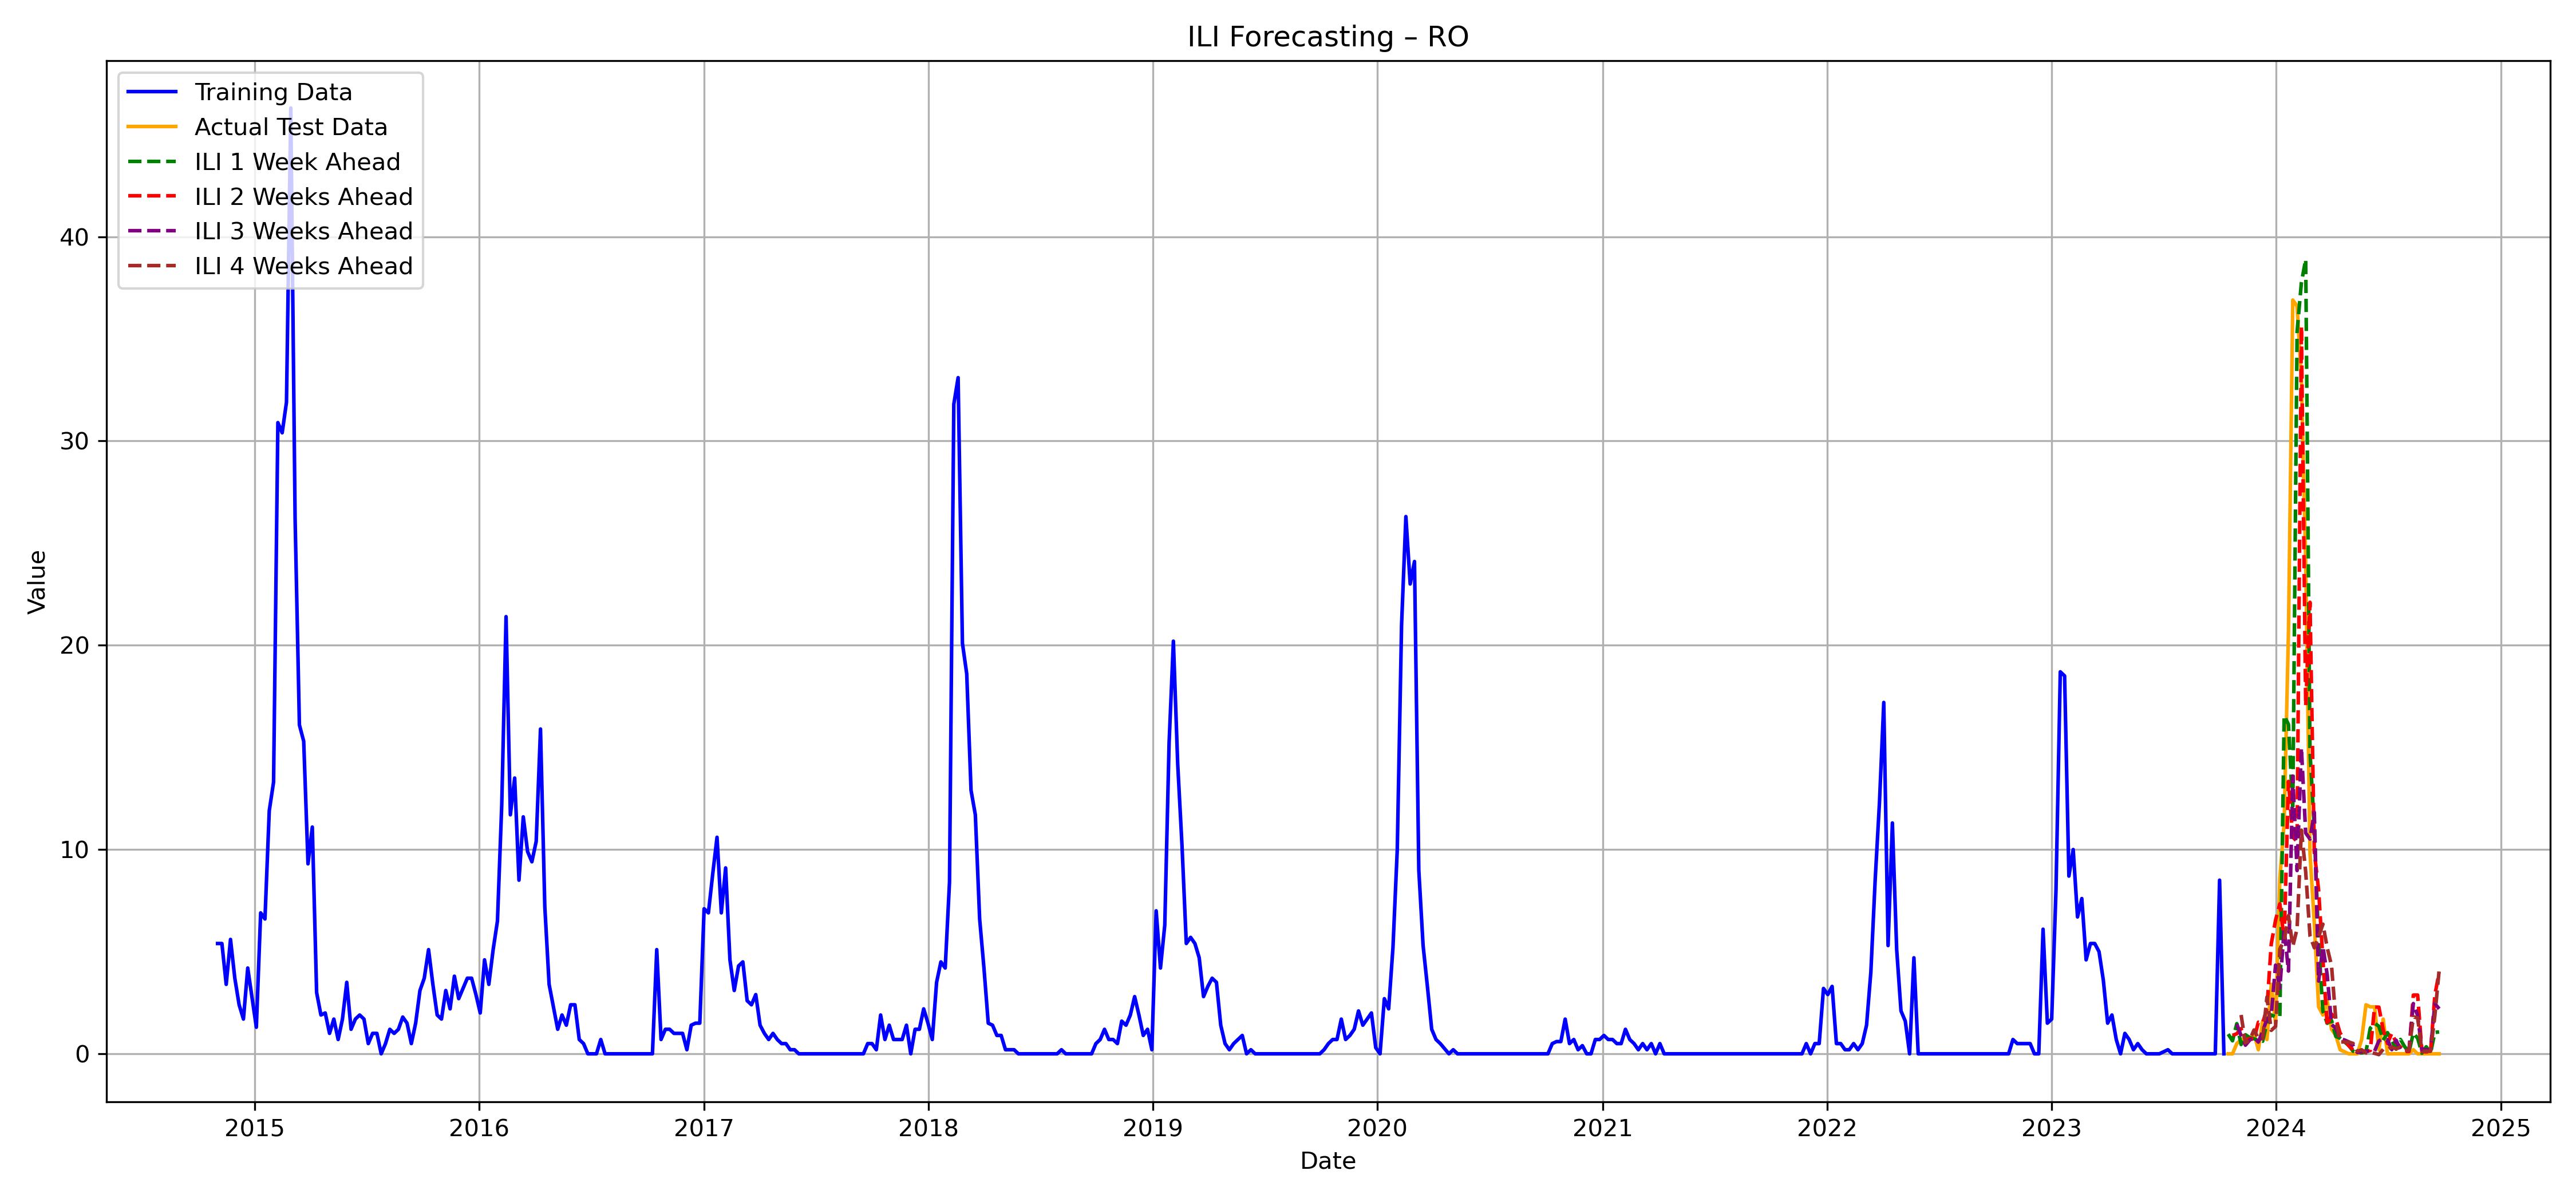 ILI Forecasting – RO
Training Data
Actual Test Data
ILI 1 Week Ahead
ILI 2 Weeks Ahead
ILI 3 Weeks Ahead
ILI 4 Weeks Ahead
Value
40
30
20
10
0
2015 2016 2017 2018 2019 2020 2021 2022 2023 2024 2025
Date